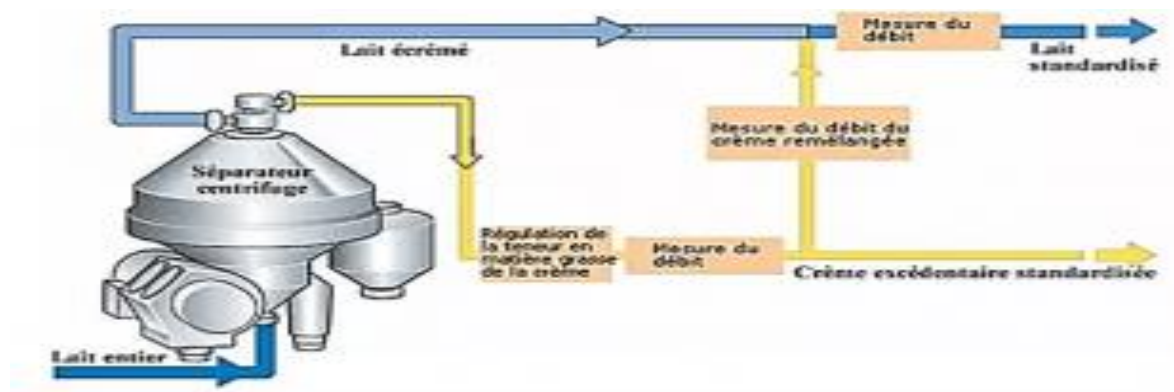 Mesure du
débit
Lait écrémé
Lait
standardisé
Mesure du débit du
crème remélangée
Séparateur
centrifuge
Régulation de
la teneur en
matière grasse
de la crème
Mesure du
débit
Crème excédentaire standardisée
Lait entier